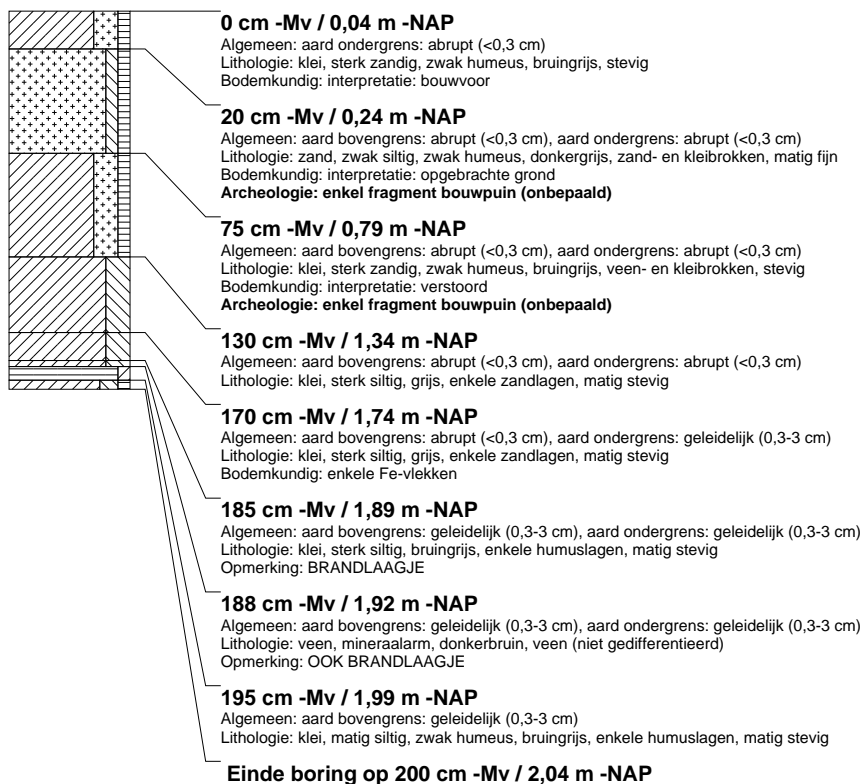 0 cm -Mv / 0,04 m -NAP
Algemeen: aard ondergrens: abrupt (<0,3 cm)
Lithologie: klei, sterk zandig, zwak humeus, bruingrijs, stevig
Bodemkundig: interpretatie: bouwvoor
20 cm -Mv / 0,24 m -NAP
Algemeen: aard bovengrens: abrupt (<0,3 cm), aard ondergrens: abrupt (<0,3 cm)
Lithologie: zand, zwak siltig, zwak humeus, donkergrijs, zand- en kleibrokken, matig fijn
Bodemkundig: interpretatie: opgebrachte grond
Archeologie: enkel fragment bouwpuin (onbepaald)
75 cm -Mv / 0,79 m -NAP
Algemeen: aard bovengrens: abrupt (<0,3 cm), aard ondergrens: abrupt (<0,3 cm)
Lithologie: klei, sterk zandig, zwak humeus, bruingrijs, veen- en kleibrokken, stevig
Bodemkundig: interpretatie: verstoord
Archeologie: enkel fragment bouwpuin (onbepaald)
130 cm -Mv / 1,34 m -NAP
Algemeen: aard bovengrens: abrupt (<0,3 cm), aard ondergrens: abrupt (<0,3 cm)
Lithologie: klei, sterk siltig, grijs, enkele zandlagen, matig stevig
170 cm -Mv / 1,74 m -NAP
Algemeen: aard bovengrens: abrupt (<0,3 cm), aard ondergrens: geleidelijk (0,3-3 cm)
Lithologie: klei, sterk siltig, grijs, enkele zandlagen, matig stevig
Bodemkundig: enkele Fe-vlekken
185 cm -Mv / 1,89 m -NAP
Algemeen: aard bovengrens: geleidelijk (0,3-3 cm), aard ondergrens: geleidelijk (0,3-3 cm)
Lithologie: klei, sterk siltig, bruingrijs, enkele humuslagen, matig stevig
Opmerking: BRANDLAAGJE
188 cm -Mv / 1,92 m -NAP
Algemeen: aard bovengrens: geleidelijk (0,3-3 cm), aard ondergrens: geleidelijk (0,3-3 cm)
Lithologie: veen, mineraalarm, donkerbruin, veen (niet gedifferentieerd)
Opmerking: OOK BRANDLAAGJE
195 cm -Mv / 1,99 m -NAP
Algemeen: aard bovengrens: geleidelijk (0,3-3 cm)
Lithologie: klei, matig siltig, zwak humeus, bruingrijs, enkele humuslagen, matig stevig
Einde boring op 200 cm -Mv / 2,04 m -NAP